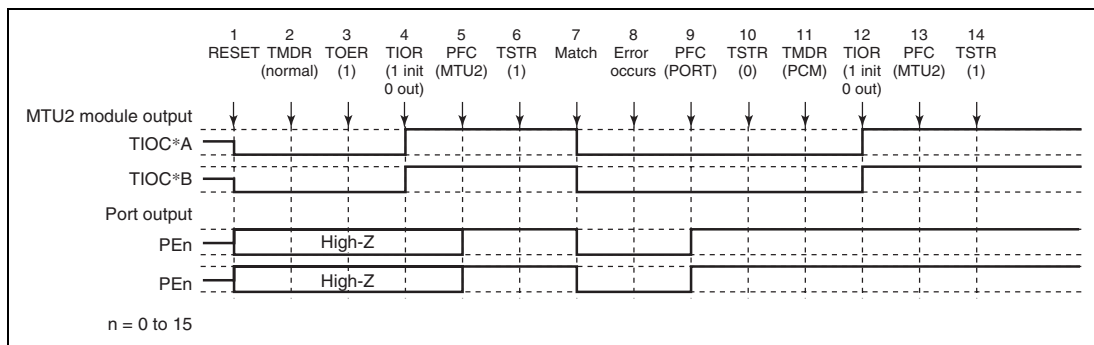 1 2 3 4 5 6 7 8 9 10 11 12 13 14
RESET TMDR TOER TIOR PFC TSTR Match Error PFC TSTR TMDR TIOR PFC TSTR
(normal) (1) (1 init (MTU2) (1) occurs (PORT) (0) (PCM) (1 init (MTU2) (1)
0 out) 0 out)
MTU2 module output
TIOC*A
TIOC*B
Port output
PEn High-Z
PEn High-Z
n = 0 to 15